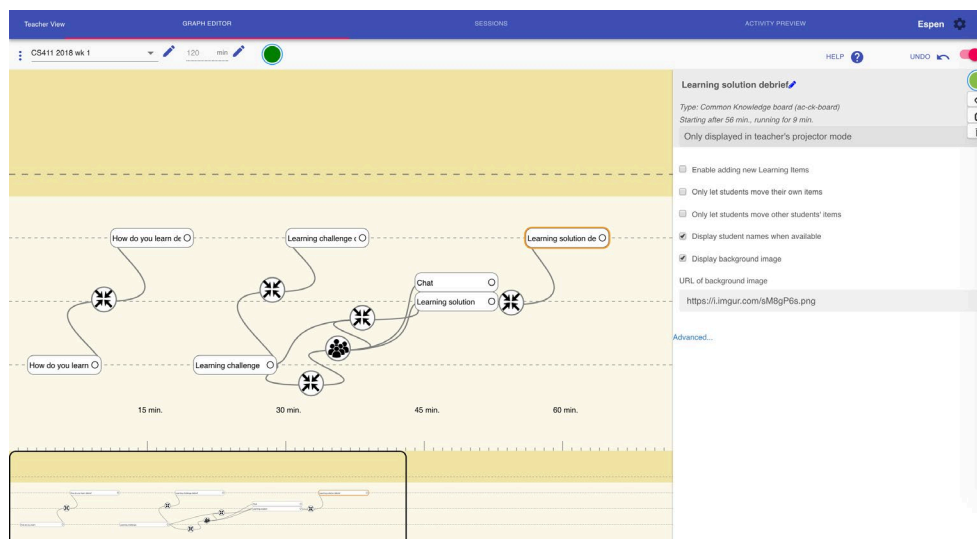 Teacher View
GRAPH EDITOR
SESSIONS
ACTIVITY PREVIEW
Espen
CS411 2018 wk 1
120 min
HELP
UNDO
Learning solution debrief
Type: Common Knowledge board (ac-ck-board)
Starting after 56 min., running for 9 min.
Only displayed in teacher's projector mode
Enable adding new Learning Items
Only let students move their own items
Only let students move other students' items
Display student names when available
Display background image
URL of background image
https://i.imgur.com/sM8gP6s.png
Advanced...
How do you learn de
Learning challenge
Learning solution de
Chat
Learning solution
How do you learn
Learning challenge
15 min.
30 min.
45 min.
60 min.